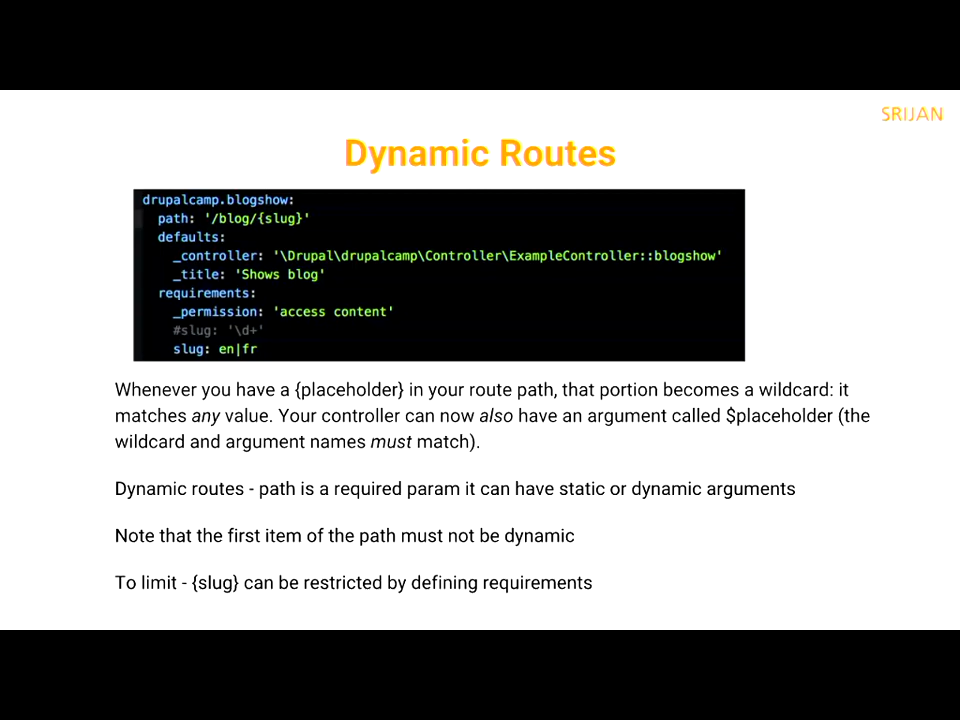 SRIJAN
Dynamic Routes
drupalcamp.blogshow:
path: '/blog/{slug}'
defaults:
_controller: '\Drupal\drupalcamp\Controller\ExampleController::blogshow'
_title: 'Shows blog'
requirements:
_permission: 'access content'
#slug: '\d+'
slug: en|fr
Whenever you have a {placeholder} in your route path, that portion becomes a wildcard: it
matches any value. Your controller can now also have an argument called $placeholder (the
wildcard and argument names must match).
Dynamic routes - path is a required param it can have static or dynamic arguments
Note that the first item of the path must not be dynamic
To limit - {slug} can be restricted by defining requirements